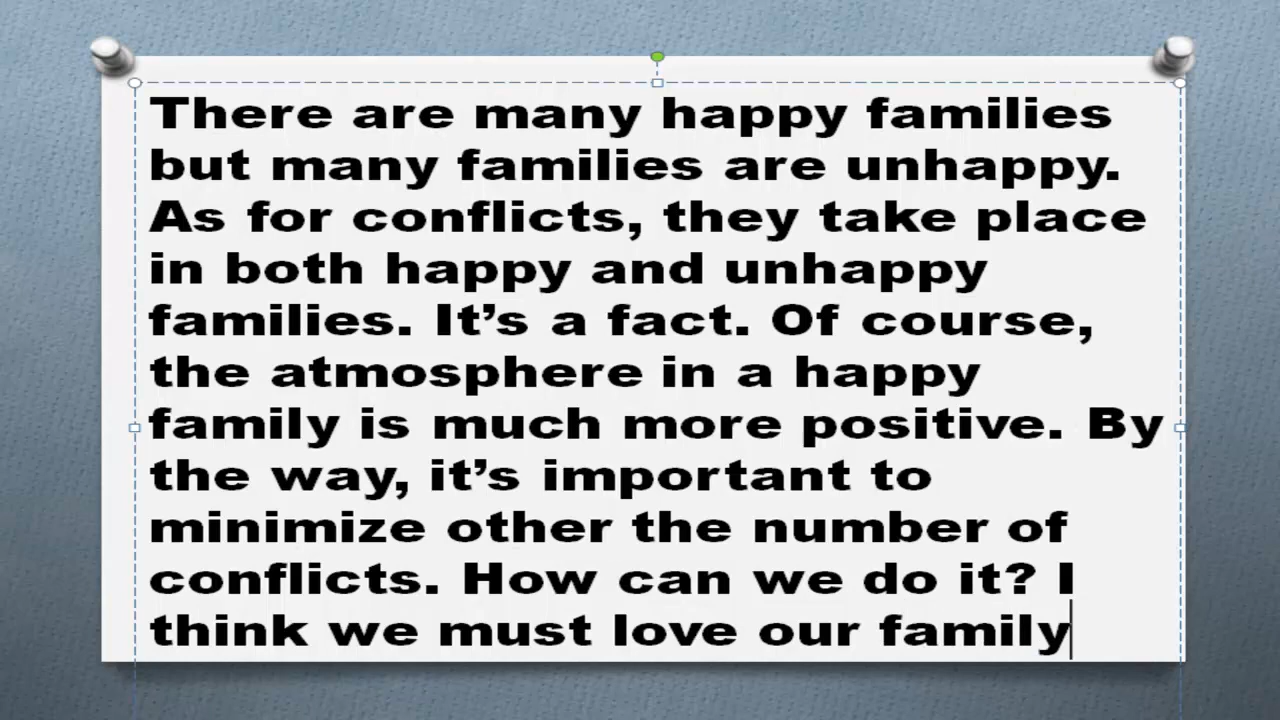 There are many happy families
but many families are unhappy.
As for conflicts, they take place
in both happy and unhappy
families. It’s a fact. Of course,
the atmosphere in a happy
family is much more positive. By
the way, it’s important to
minimize other the number of
conflicts. How can we do it? I
think we must love our family